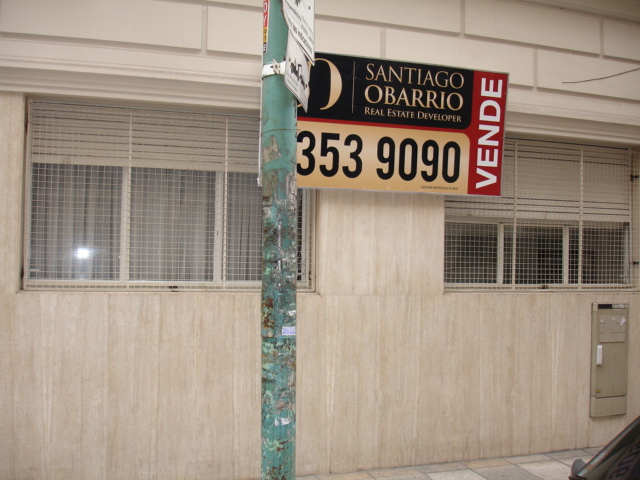 SANTIAGO
OBARRIO
REAL ESTATE DEVELOPER
353 9090
VENDE